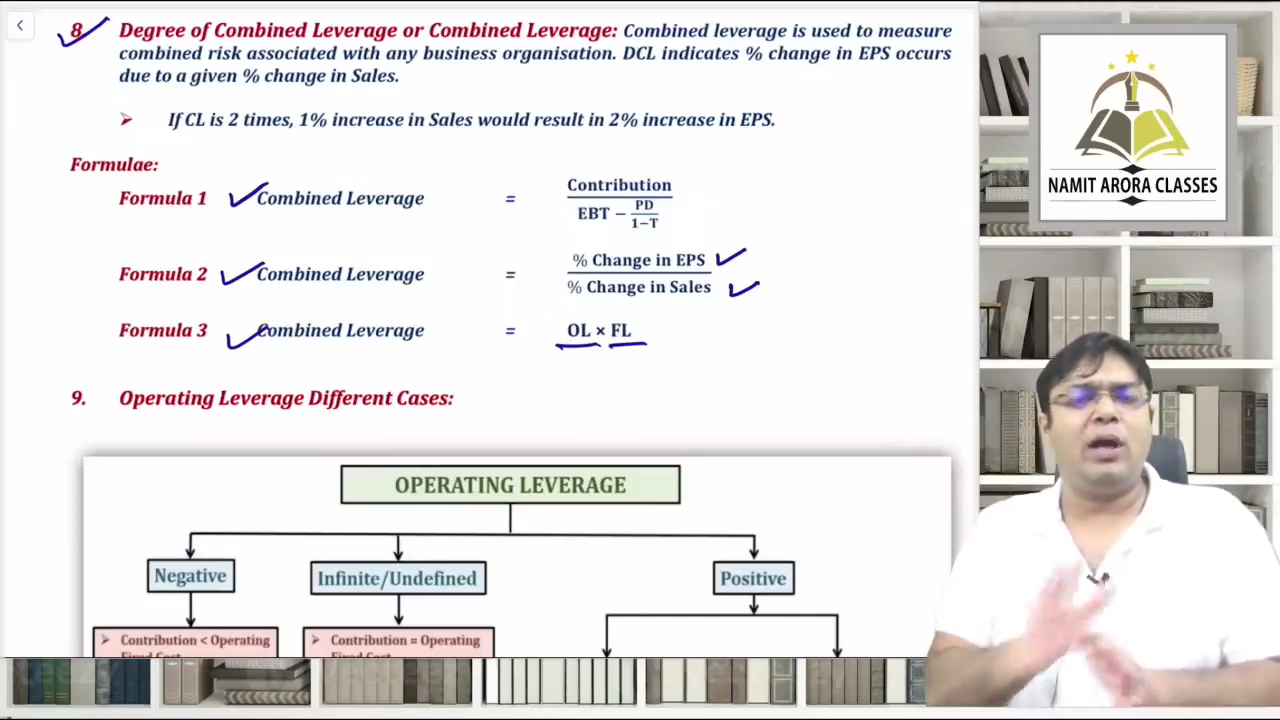 8 Degree of Combined Leverage or Combined Leverage: Combined leverage is used to measure
combined risk associated with any business organisation. DCL indicates % change in EPS occurs
due to a given % change in Sales.
If CL is 2 times, 1% increase in Sales would result in 2% increase in EPS.
Formulae:
Formula 1 Combined Leverage = Contribution
EBT − PD
1−T
Formula 2 Combined Leverage = % Change in EPS
% Change in Sales
Formula 3 Combined Leverage = OL × FL
9. Operating Leverage Different Cases:
OPERATING LEVERAGE
Negative Infinite/Undefined Positive
Contribution < Operating Contribution = Operating
Fixed Cost Fixed Cost
NAMIT ARORA CLASSES